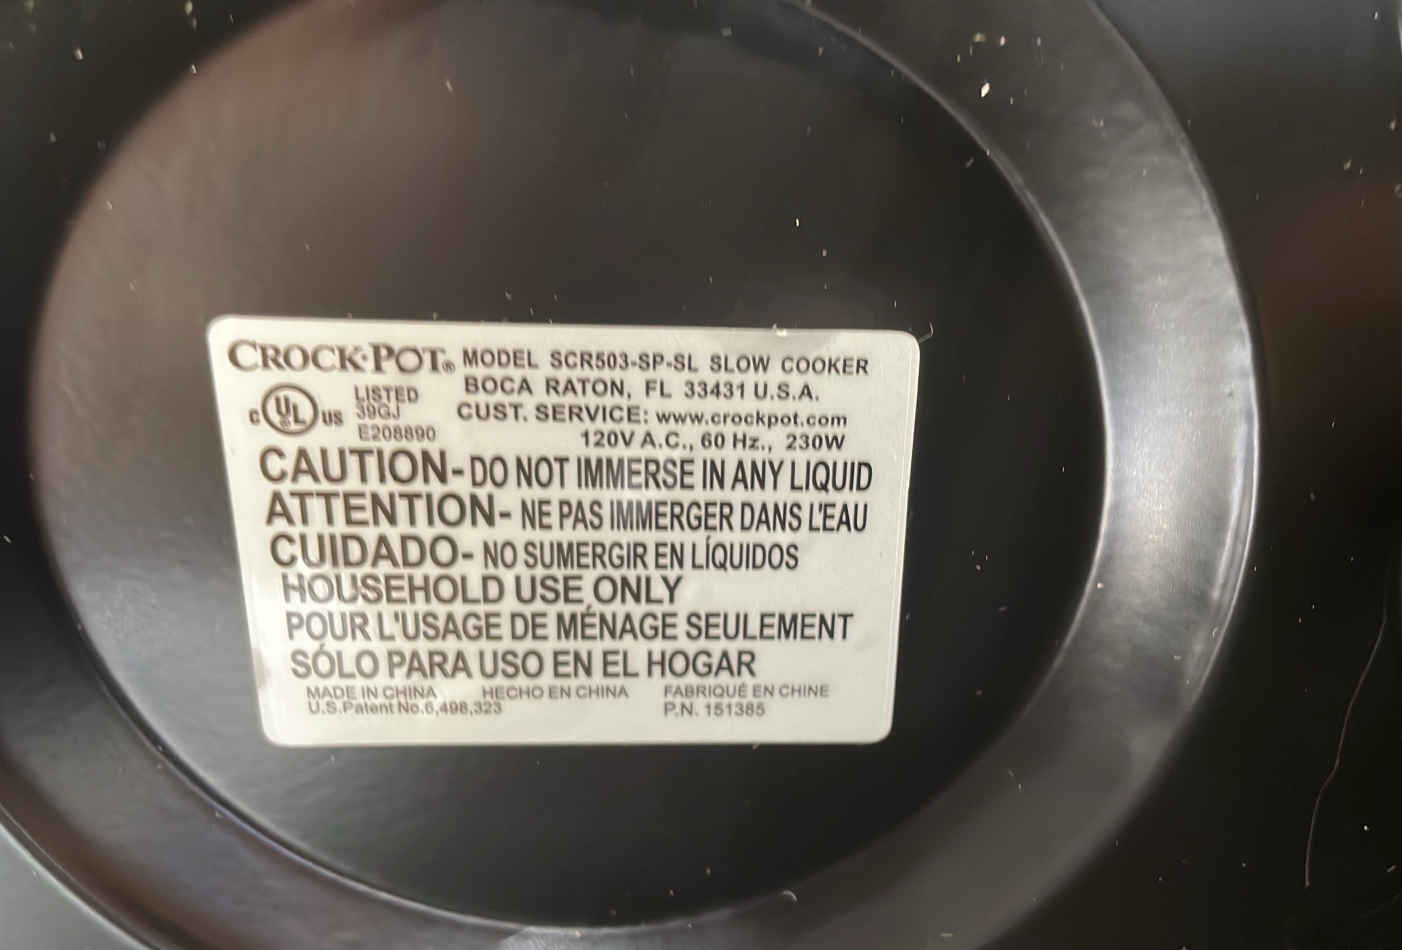 CROCK·POT® MODEL SCR503-SP-SL SLOW COOKER
BOCA RATON, FL 33431 U.S.A.
C UL US LISTED 39GJ E208890
CUST. SERVICE: www.crockpot.com
120V A.C., 60 Hz., 230W
CAUTION- DO NOT IMMERSE IN ANY LIQUID
ATTENTION- NE PAS IMMERGER DANS L'EAU
CUIDADO- NO SUMERGIR EN LÍQUIDOS
HOUSEHOLD USE ONLY
POUR L'USAGE DE MÉNAGE SEULEMENT
SÓLO PARA USO EN EL HOGAR
MADE IN CHINA HECHO EN CHINA FABRIQUÉ EN CHINE
U.S.Patent No.6,498,323 P.N. 151385